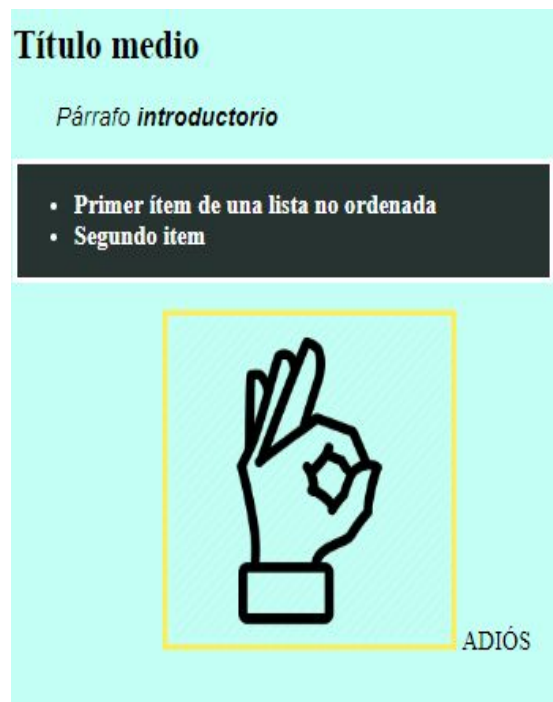 Título medio
Párrafo introductorio
Primer ítem de una lista no ordenada
Segundo item
ADIÓS